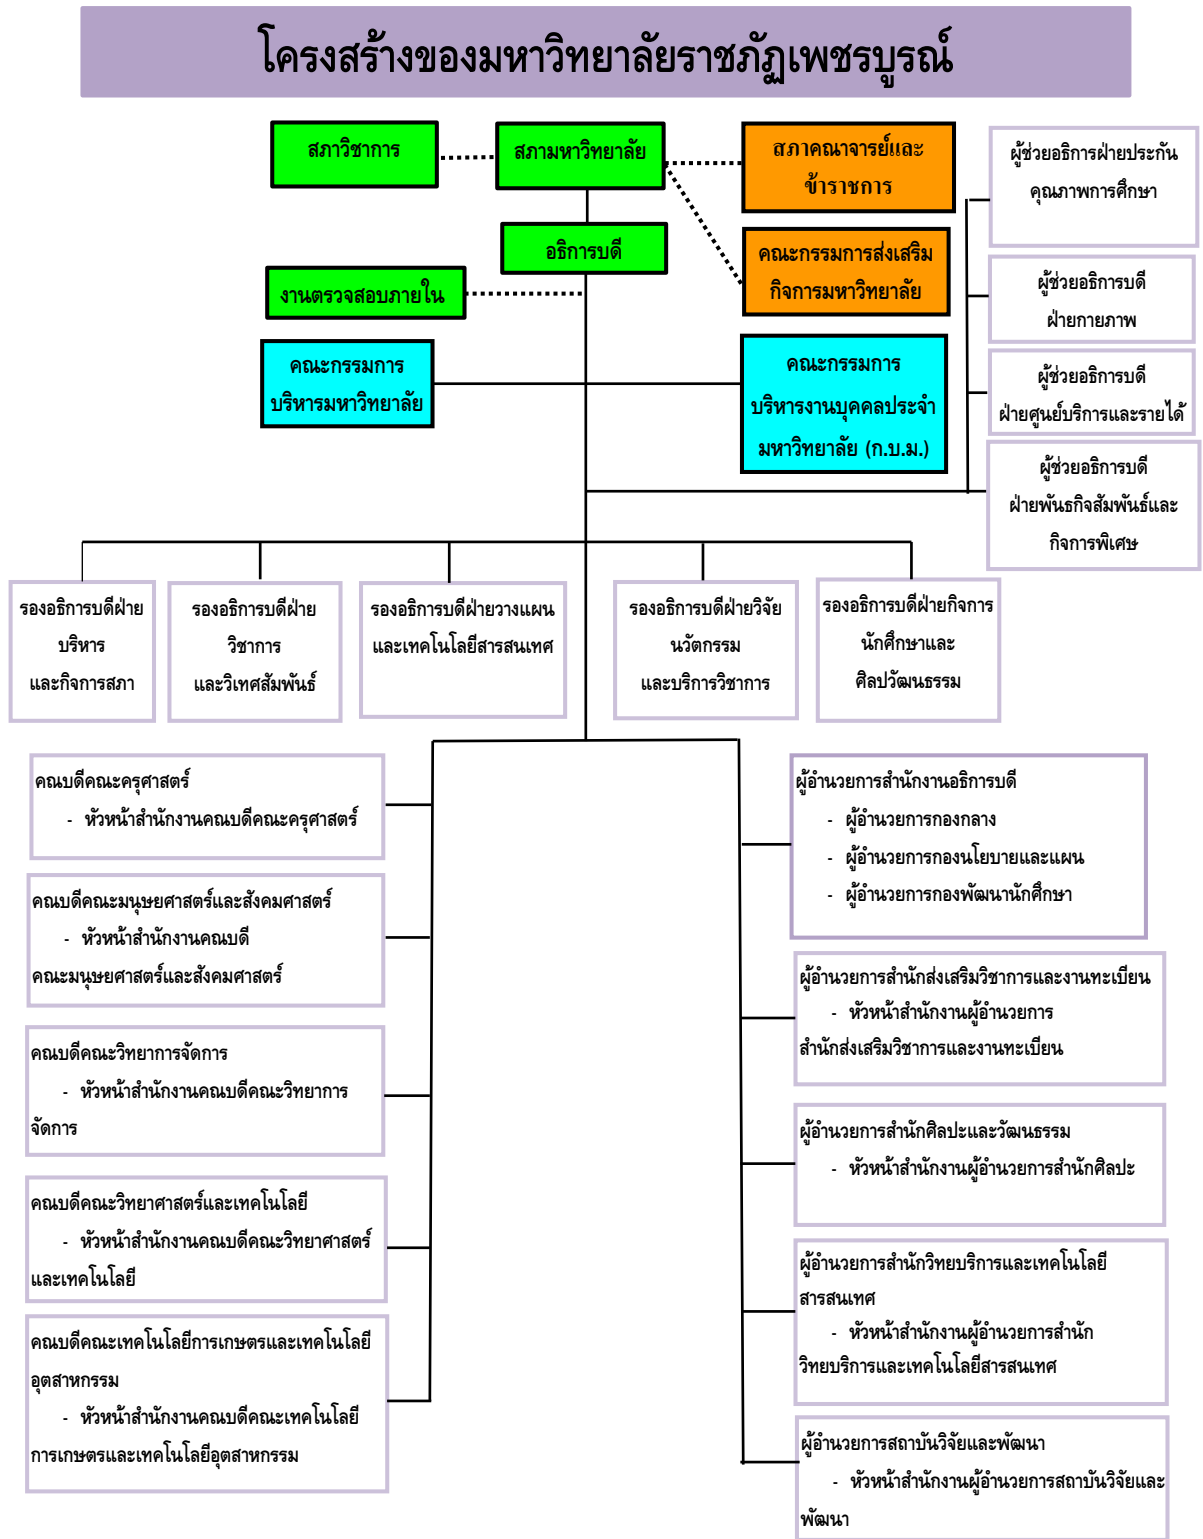 โครงสร้างของมหาวิทยาลัยราชภัฏเพชรบูรณ์
สภาวิชาการ
สภามหาวิทยาลัย
สภาคณาจารย์และ
ข้าราชการ
ผู้ช่วยอธิการฝ่ายประกัน
คุณภาพการศึกษา
อธิการบดี
คณะกรรมการส่งเสริม
กิจการมหาวิทยาลัย
งานตรวจสอบภายใน
ผู้ช่วยอธิการบดี
ฝ่ายกายภาพ
คณะกรรมการ
บริหารมหาวิทยาลัย
คณะกรรมการ
บริหารงานบุคคลประจำ
มหาวิทยาลัย (ก.บ.ม.)
ผู้ช่วยอธิการบดี
ฝ่ายศูนย์บริการและรายได้
ผู้ช่วยอธิการบดี
ฝ่ายพันธกิจสัมพันธ์และ
กิจการพิเศษ
รองอธิการบดีฝ่าย
บริหาร
และกิจการสภา
รองอธิการบดีฝ่าย
วิชาการ
และวิเทศสัมพันธ์
รองอธิการบดีฝ่ายวางแผน
และเทคโนโลยีสารสนเทศ
รองอธิการบดีฝ่ายวิจัย
นวัตกรรม
และบริการวิชาการ
รองอธิการบดีฝ่ายกิจการ
นักศึกษาและ
ศิลปวัฒนธรรม
คณบดีคณะครุศาสตร์
- หัวหน้าสำนักงานคณบดีคณะครุศาสตร์
คณบดีคณะมนุษยศาสตร์และสังคมศาสตร์
- หัวหน้าสำนักงานคณบดี
คณะมนุษยศาสตร์และสังคมศาสตร์
คณบดีคณะวิทยาการจัดการ
- หัวหน้าสำนักงานคณบดีคณะวิทยาการ
จัดการ
คณบดีคณะวิทยาศาสตร์และเทคโนโลยี
- หัวหน้าสำนักงานคณบดีคณะวิทยาศาสตร์
และเทคโนโลยี
คณบดีคณะเทคโนโลยีการเกษตรและเทคโนโลยี
อุตสาหกรรม
- หัวหน้าสำนักงานคณบดีคณะเทคโนโลยี
การเกษตรและเทคโนโลยีอุตสาหกรรม
ผู้อำนวยการสำนักงานอธิการบดี
- ผู้อำนวยการกองกลาง
- ผู้อำนวยการกองนโยบายและแผน
- ผู้อำนวยการกองพัฒนานักศึกษา
ผู้อำนวยการสำนักส่งเสริมวิชาการและงานทะเบียน
- หัวหน้าสำนักงานผู้อำนวยการ
สำนักส่งเสริมวิชาการและงานทะเบียน
ผู้อำนวยการสำนักศิลปะและวัฒนธรรม
- หัวหน้าสำนักงานผู้อำนวยการสำนักศิลปะ
ผู้อำนวยการสำนักวิทยบริการและเทคโนโลยี
สารสนเทศ
- หัวหน้าสำนักงานผู้อำนวยการสำนัก
วิทยบริการและเทคโนโลยีสารสนเทศ
ผู้อำนวยการสถาบันวิจัยและพัฒนา
- หัวหน้าสำนักงานผู้อำนวยการสถาบันวิจัยและ
พัฒนา